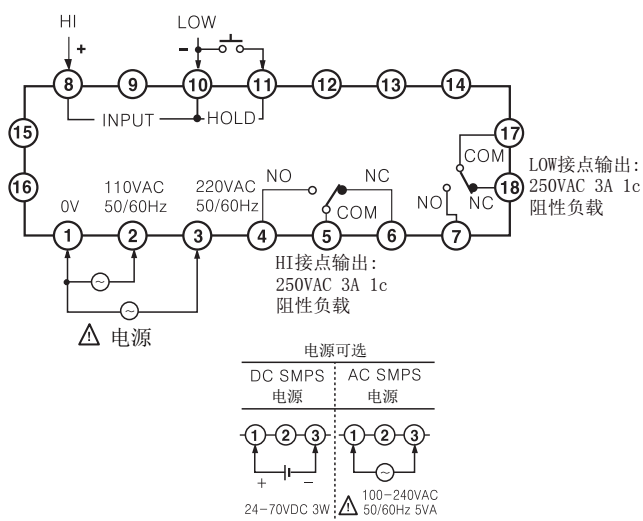 HI
LOW
+
−
8
9
10
11
12
13
14
INPUT
HOLD
15
16
17
18
COM
NO
NC
LOW接点输出:
250VAC 3A 1c
阻性负载
0V
110VAC
50/60Hz
220VAC
50/60Hz
NO
NC
COM
1
2
3
4
5
6
7
HI接点输出:
250VAC 3A 1c
阻性负载
~
~
! 电源
电源可选
DC SMPS
电源
AC SMPS
电源
1 2 3
1 2 3
+ −
~
24-70VDC 3W
! 100-240VAC
50/60Hz 5VA